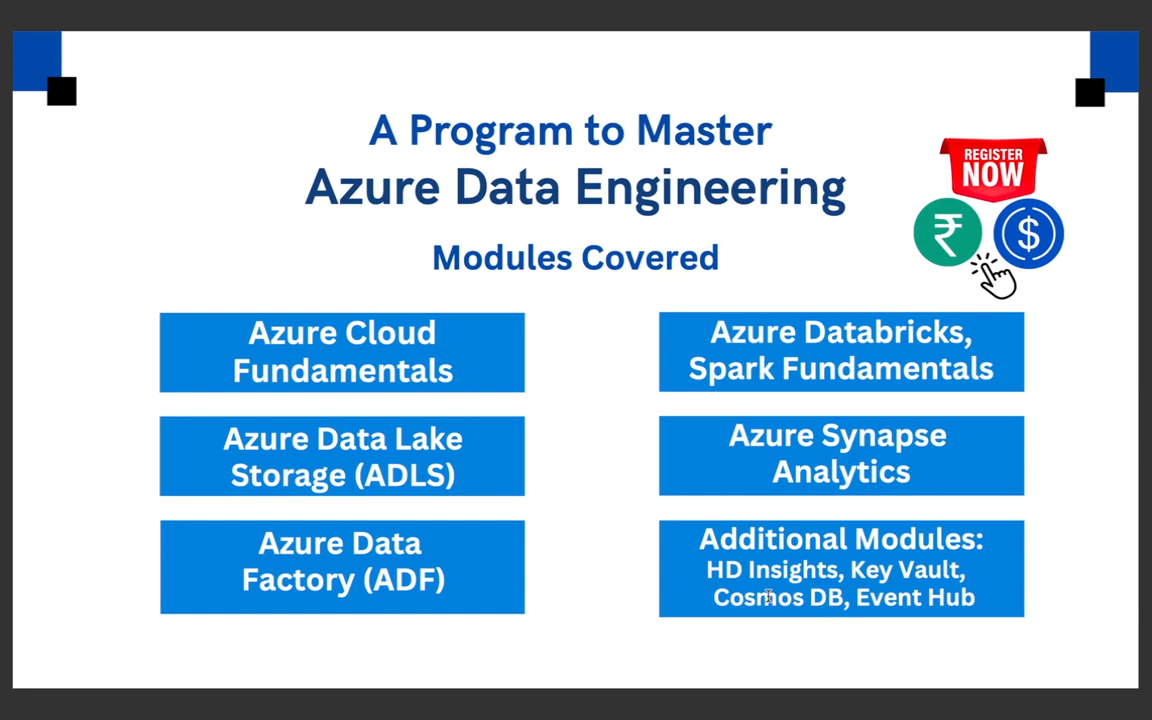 A Program to Master
Azure Data Engineering
REGISTER
NOW
₹
$
Modules Covered
Azure Cloud
Fundamentals
Azure Databricks,
Spark Fundamentals
Azure Data Lake
Storage (ADLS)
Azure Synapse
Analytics
Azure Data
Factory (ADF)
Additional Modules:
HD Insights, Key Vault,
Cosmos DB, Event Hub